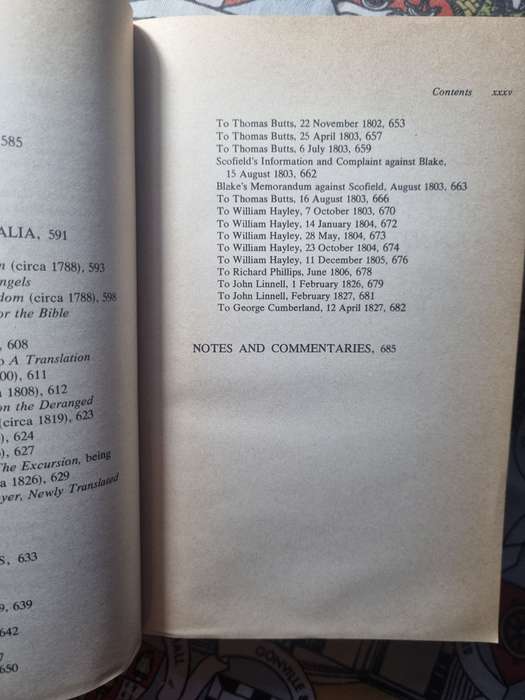 585
ALIA, 591
(circa 1788), 593
ngels
dom (circa 1788), 598
or the Bible
, 608
A Translation
00), 611
1808), 612
on the Deranged
(circa 1819), 623
), 624
), 627
The Excursion, being
a 1826), 629
yer, Newly Translated
S, 633
9, 639
642
650
Contents xxxv
To Thomas Butts, 22 November 1802, 653
To Thomas Butts, 25 April 1803, 657
To Thomas Butts, 6 July 1803, 659
Scofield's Information and Complaint against Blake,
15 August 1803, 662
Blake's Memorandum against Scofield, August 1803, 663
To Thomas Butts, 16 August 1803, 666
To William Hayley, 7 October 1803, 670
To William Hayley, 14 January 1804, 672
To William Hayley, 28 May, 1804, 673
To William Hayley, 23 October 1804, 674
To William Hayley, 11 December 1805, 676
To Richard Phillips, June 1806, 678
To John Linnell, 1 February 1826, 679
To John Linnell, February 1827, 681
To George Cumberland, 12 April 1827, 682
NOTES AND COMMENTARIES, 685
GONVILLE